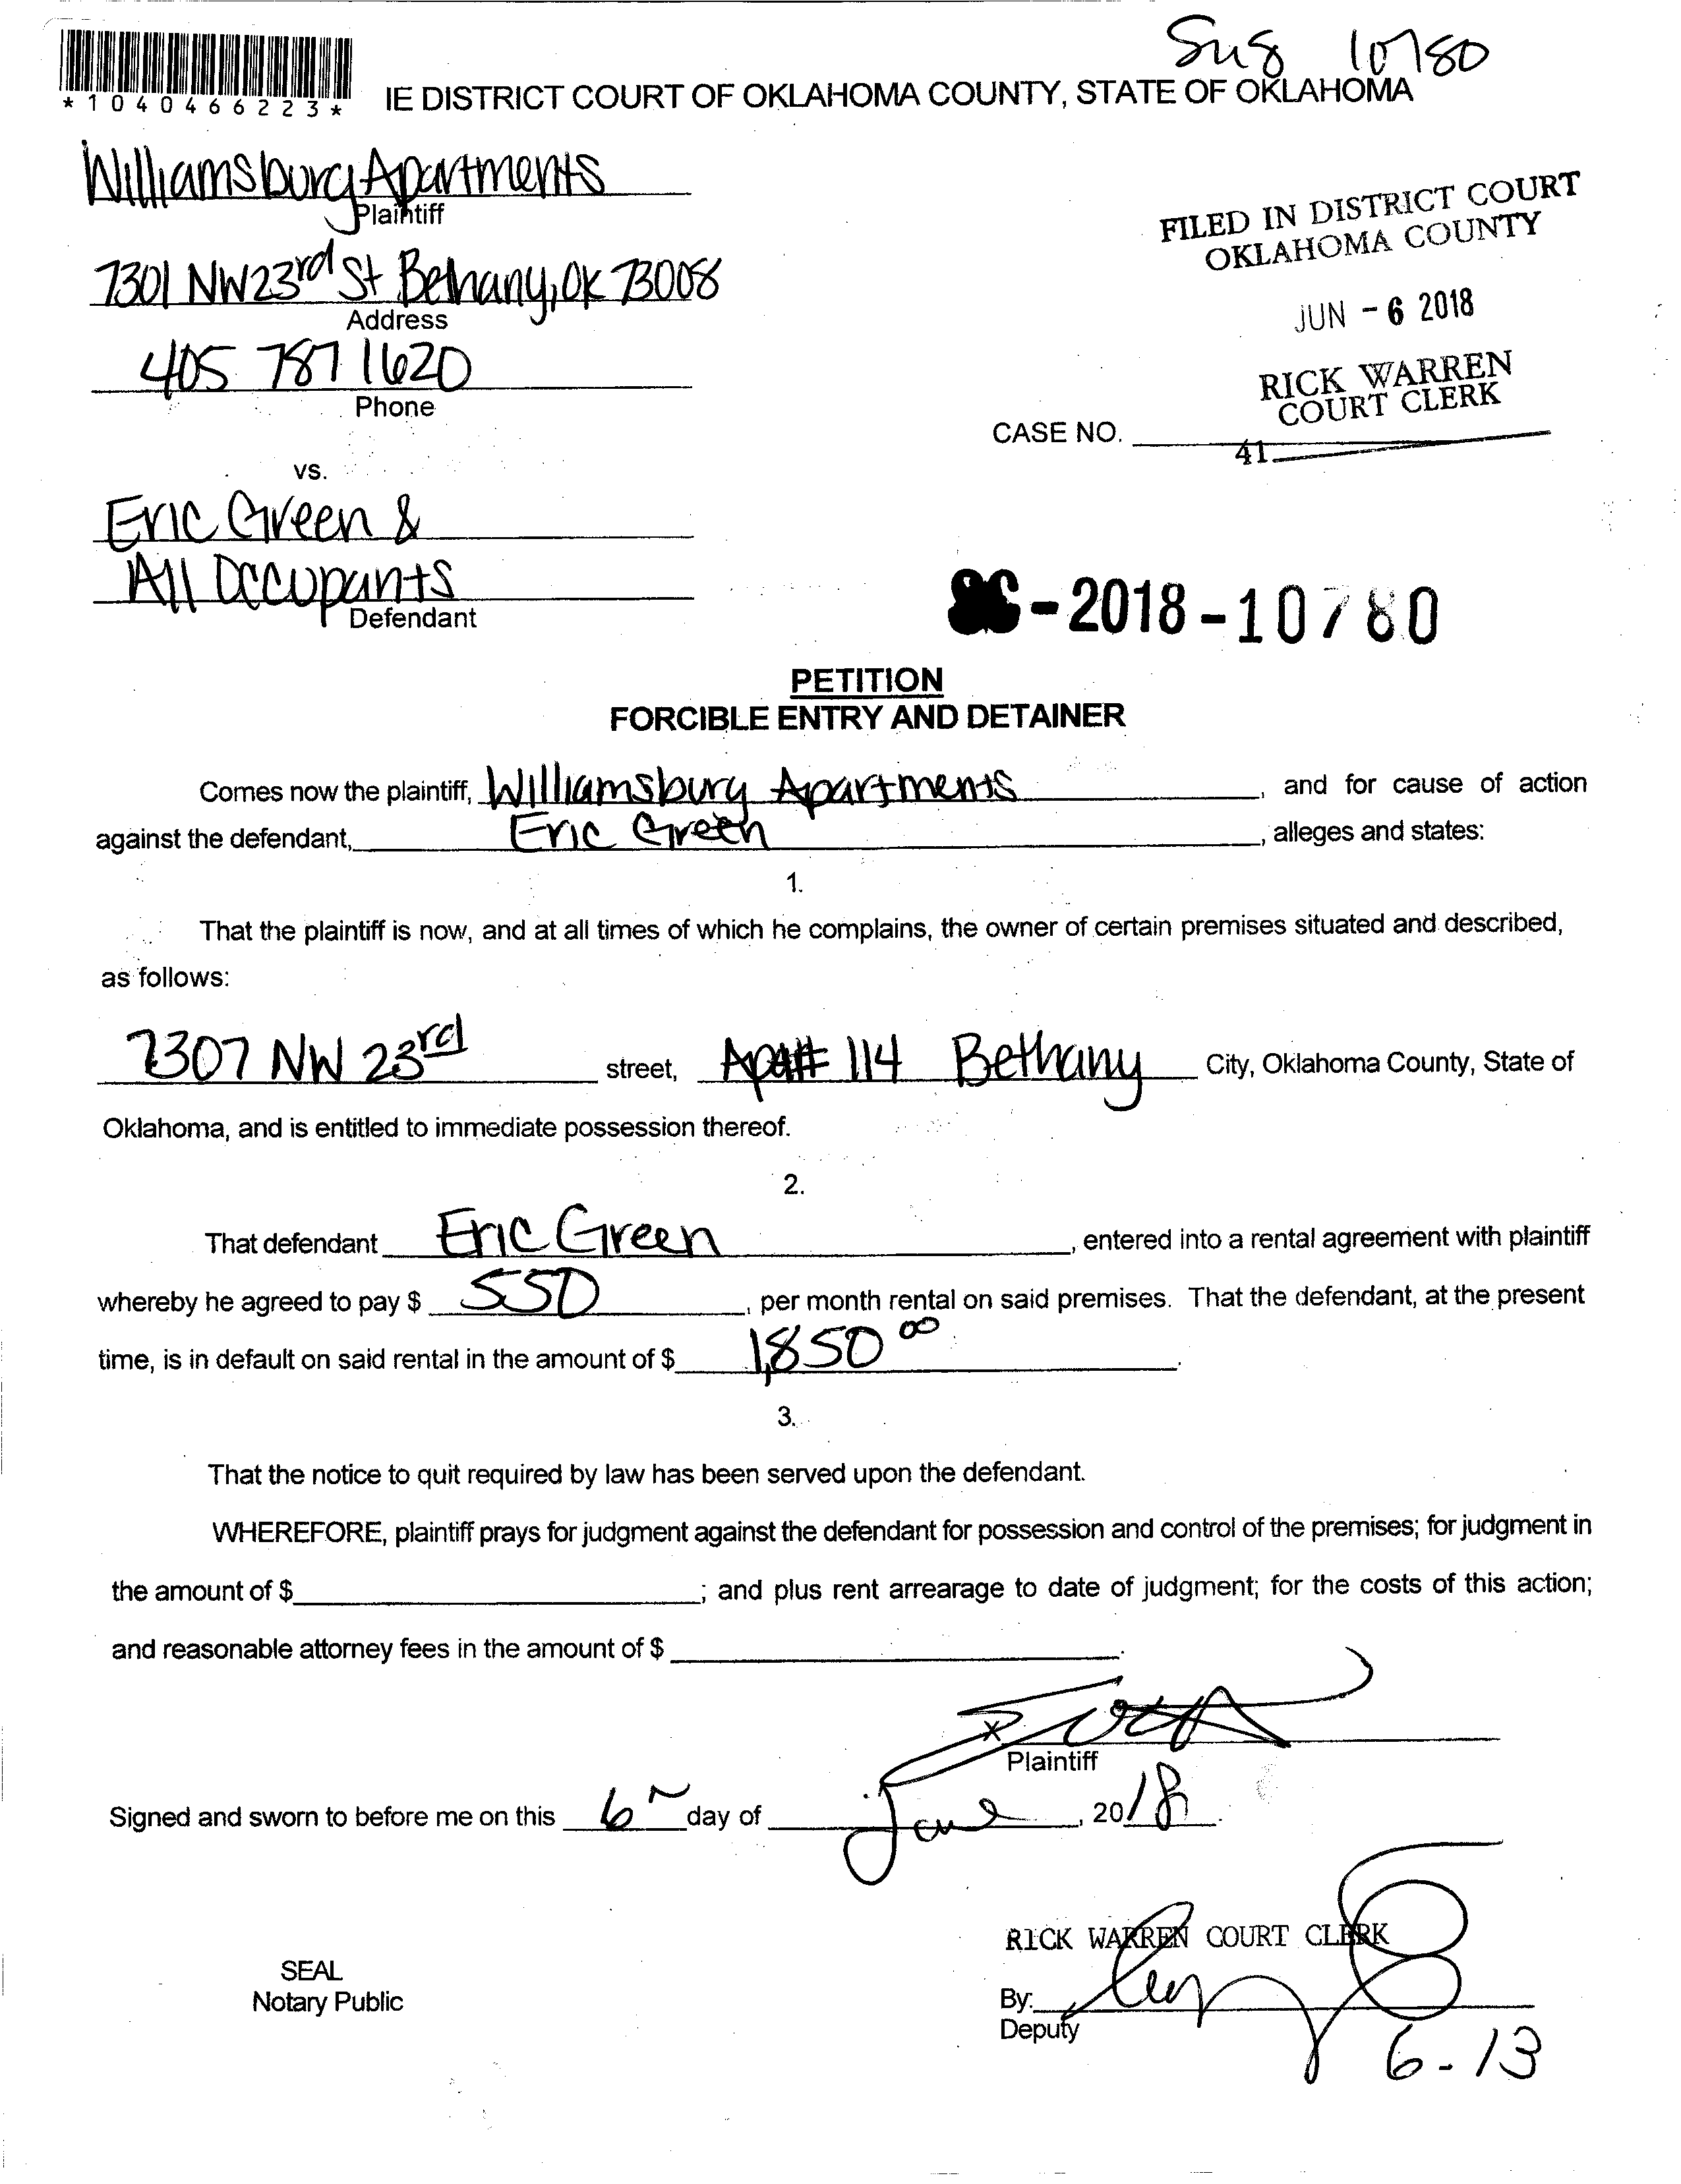 *1040466223*
IE DISTRICT COURT OF OKLAHOMA COUNTY, STATE OF OKLAHOMA
10780
Williamsburg Apartments
Plaintiff
7301 NW 23rd St Bethany, OK 73008
Address
405 787 1620
Phone
FILED IN DISTRICT COURT
OKLAHOMA COUNTY
JUN - 6 2018
RICK WARREN
COURT CLERK
CASE NO.
41
vs.
Eric Green &
All Occupants
Defendant
-2018-10780
PETITION
FORCIBLE ENTRY AND DETAINER
Comes now the plaintiff, Williamsburg Apartments, and for cause of action
against the defendant, Eric Green, alleges and states:
1.
That the plaintiff is now, and at all times of which he complains, the owner of certain premises situated and described,
as follows:
7307 NW 23rd street, Apt# 114 Bethany City, Oklahoma County, State of
Oklahoma, and is entitled to immediate possession thereof.
2.
That defendant Eric Green, entered into a rental agreement with plaintiff
whereby he agreed to pay $ 550, per month rental on said premises. That the defendant, at the present
time, is in default on said rental in the amount of $ 1,850 00.
3.
That the notice to quit required by law has been served upon the defendant.
WHEREFORE, plaintiff prays for judgment against the defendant for possession and control of the premises; for judgment in
the amount of $; and plus rent arrearage to date of judgment; for the costs of this action;
and reasonable attorney fees in the amount of $.
x
Plaintiff
Signed and sworn to before me on this 6 day of June, 2018.
RICK WARREN COURT CLERK
SEAL
Notary Public
By:
Deputy
6-13